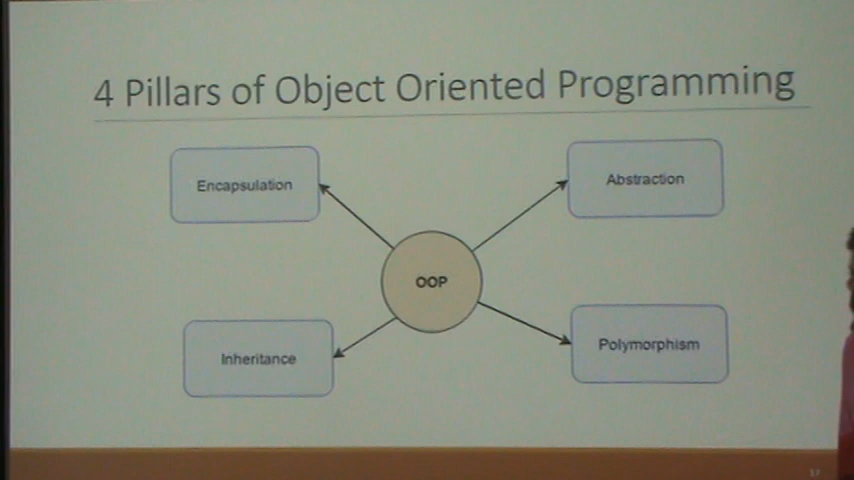 4 Pillars of Object Oriented Programming
Encapsulation
Abstraction
OOP
Inheritance
Polymorphism